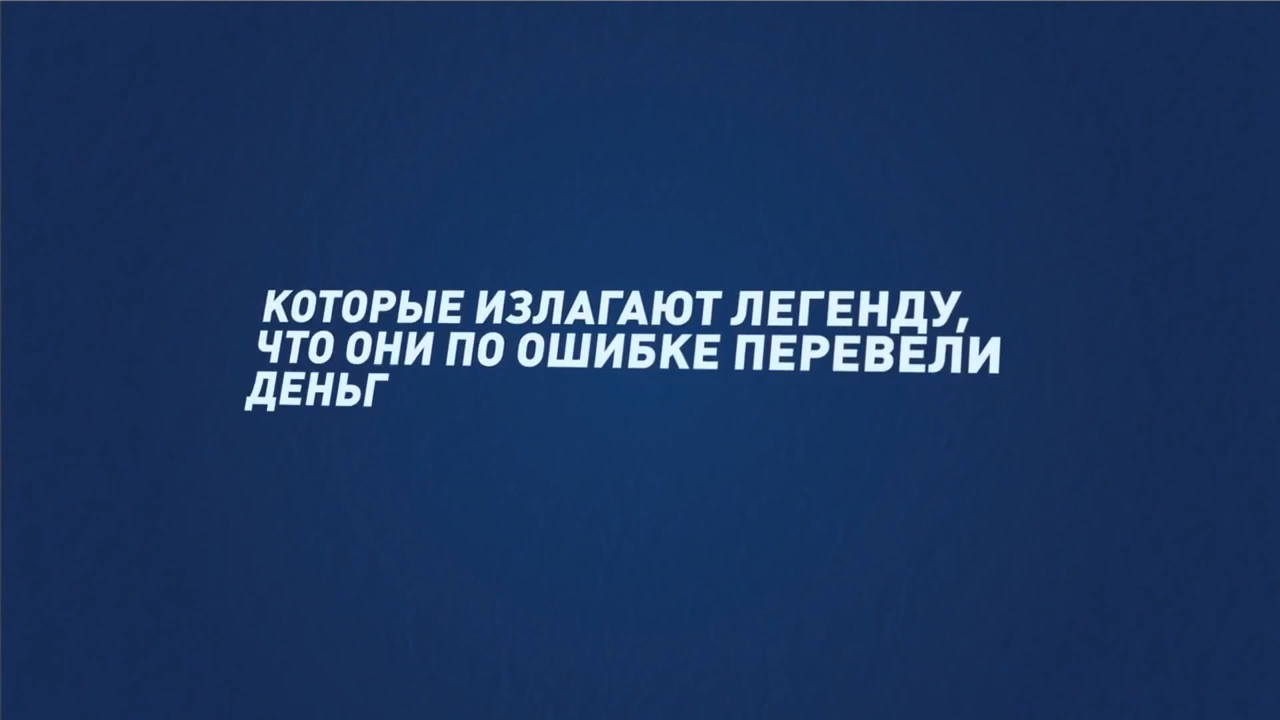 КОТОРЫЕ ИЗЛАГАЮТ ЛЕГЕНДУ,
ЧТО ОНИ ПО ОШИБКЕ ПЕРЕВЕЛИ
ДЕНЬГ